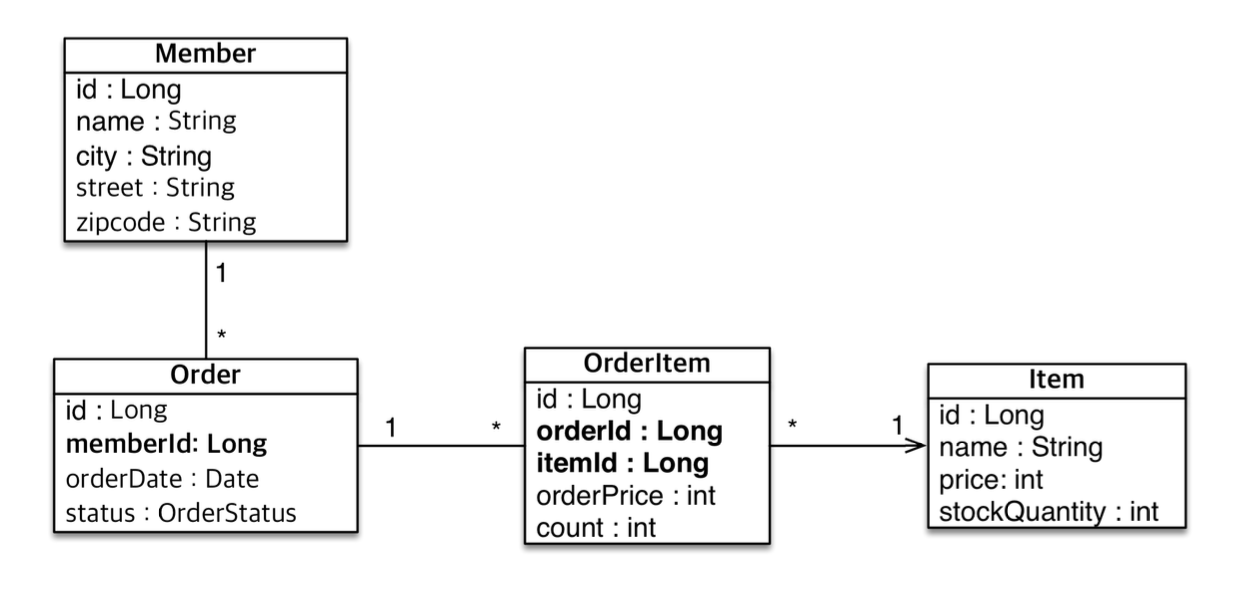 Member
id : Long
name : String
city : String
street : String
zipcode : String
1
*
Order
id : Long
memberId: Long
orderDate : Date
status : OrderStatus
1
*
OrderItem
id : Long
orderId : Long
itemId : Long
orderPrice : int
count : int
*
1
Item
id : Long
name : String
price: int
stockQuantity : int